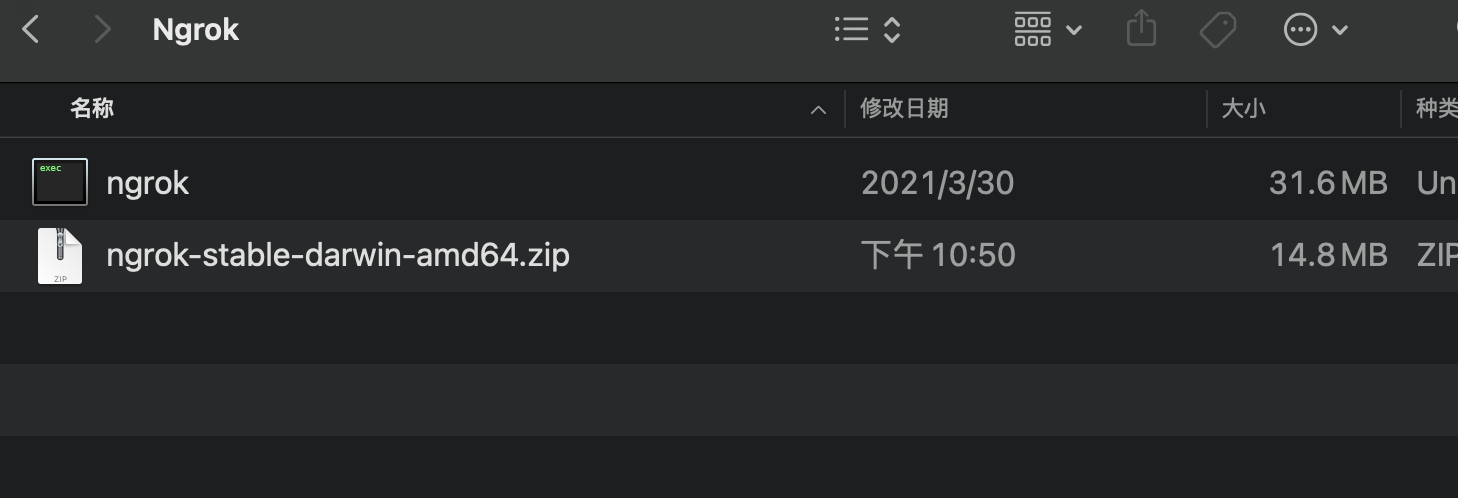 Ngrok
名称 修改日期 大小 种类
exec
ngrok 2021/3/30 31.6 MB Un
ngrok-stable-darwin-amd64.zip 下午 10:50 14.8 MB ZIP
ZIP